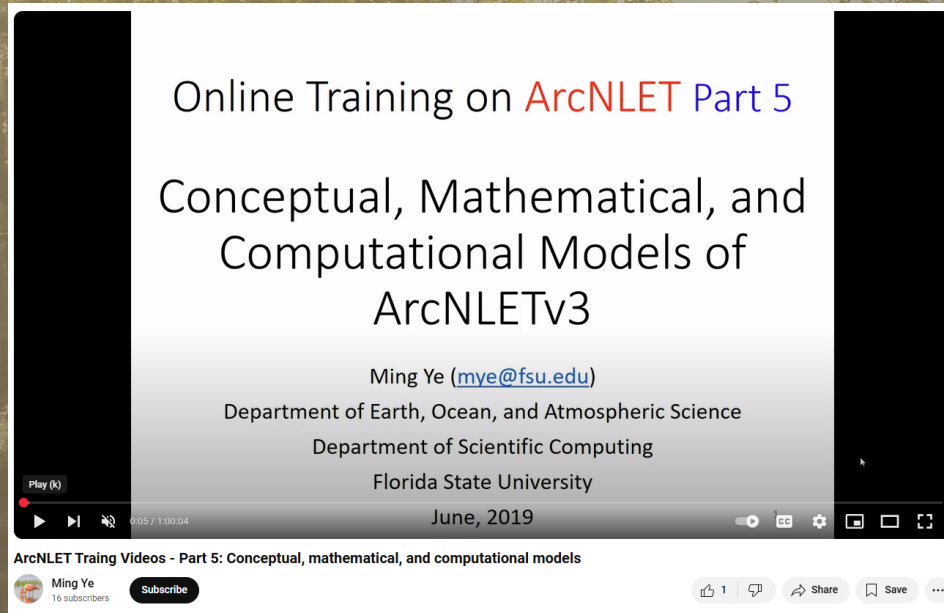 Online Training on ArcNLET Part 5
Conceptual, Mathematical, and
Computational Models of
ArcNLETv3
Ming Ye (mye@fsu.edu)
Department of Earth, Ocean, and Atmospheric Science
Department of Scientific Computing
Florida State University
June, 2019
1
Play (k)
0:05 / 1:00:04
CC
ArcNLET Traing Videos - Part 5: Conceptual, mathematical, and computational models
Ming Ye
16 subscribers
Subscribe
1
Share
Save